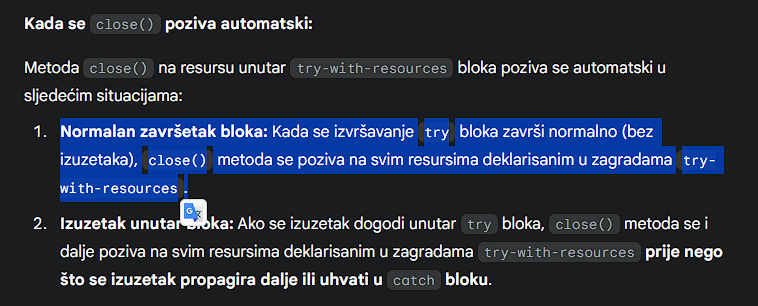 Kada se close() poziva automatski:
Metoda close() na resursu unutar try-with-resources bloka poziva se automatski u
sljedećim situacijama:
1. Normalan završetak bloka: Kada se izvršavanje try bloka završi normalno (bez
izuzetaka), close() metoda se poziva na svim resursima deklarisanim u zagradama try-
with-resources.
2. Izuzetak unutar bloka: Ako se izuzetak dogodi unutar try bloka, close() metoda se i
dalje poziva na svim resursima deklarisanim u zagradama try-with-resources prije nego
što se izuzetak propagira dalje ili uhvati u catch bloku.